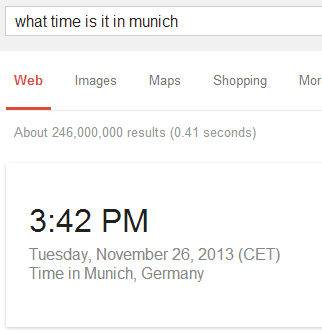 what time is it in munich
Web Images Maps Shopping Mor
About 246,000,000 results (0.41 seconds)
3:42 PM
Tuesday, November 26, 2013 (CET)
Time in Munich, Germany